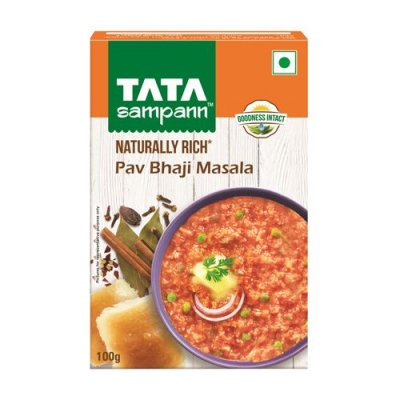 TATA
sampann™
GOODNESS INTACT
NATURALLY RICH®
Pav Bhaji Masala
100g